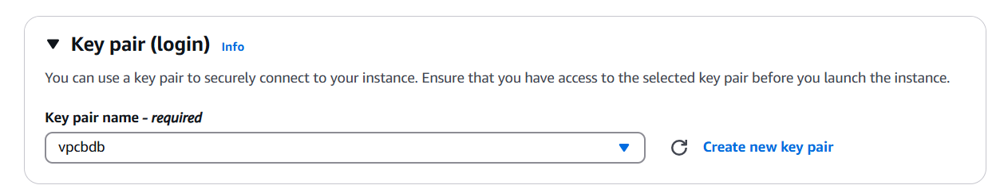 Key pair (login) Info
You can use a key pair to securely connect to your instance. Ensure that you have access to the selected key pair before you launch the instance.
Key pair name - required
vpcbdb
Create new key pair